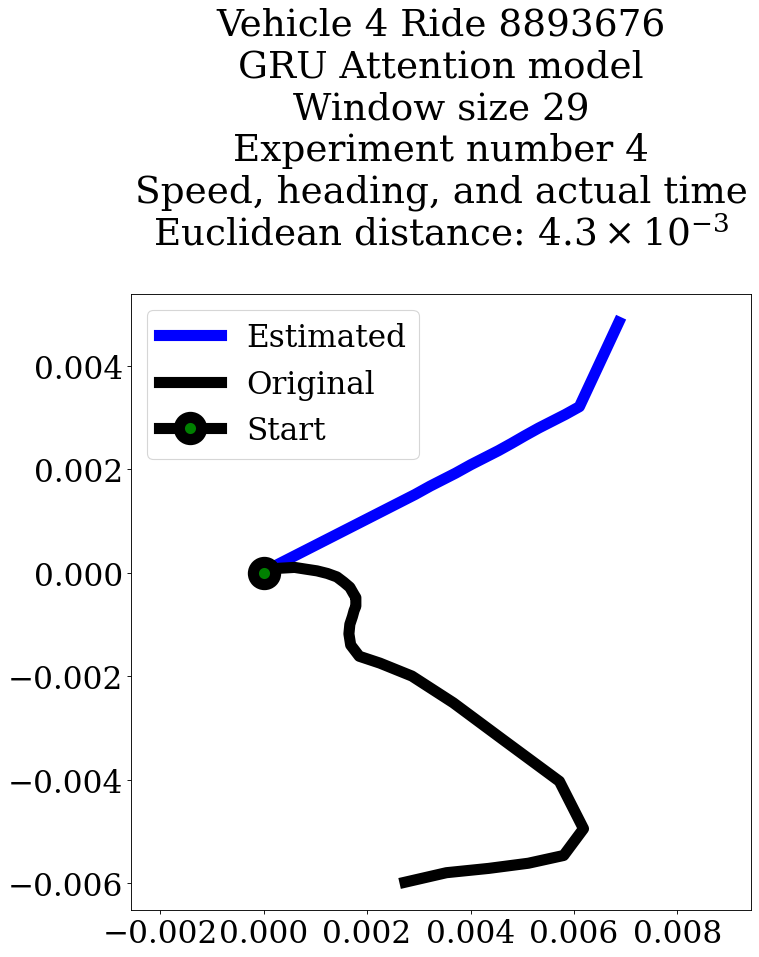 Vehicle 4 Ride 8893676
GRU Attention model
Window size 29
Experiment number 4
Speed, heading, and actual time
Euclidean distance: 4.3 × 10⁻³
Estimated
Original
Start
0.004
0.002
0.000
−0.002
−0.004
−0.006
−0.002 0.000 0.002 0.004 0.006 0.008